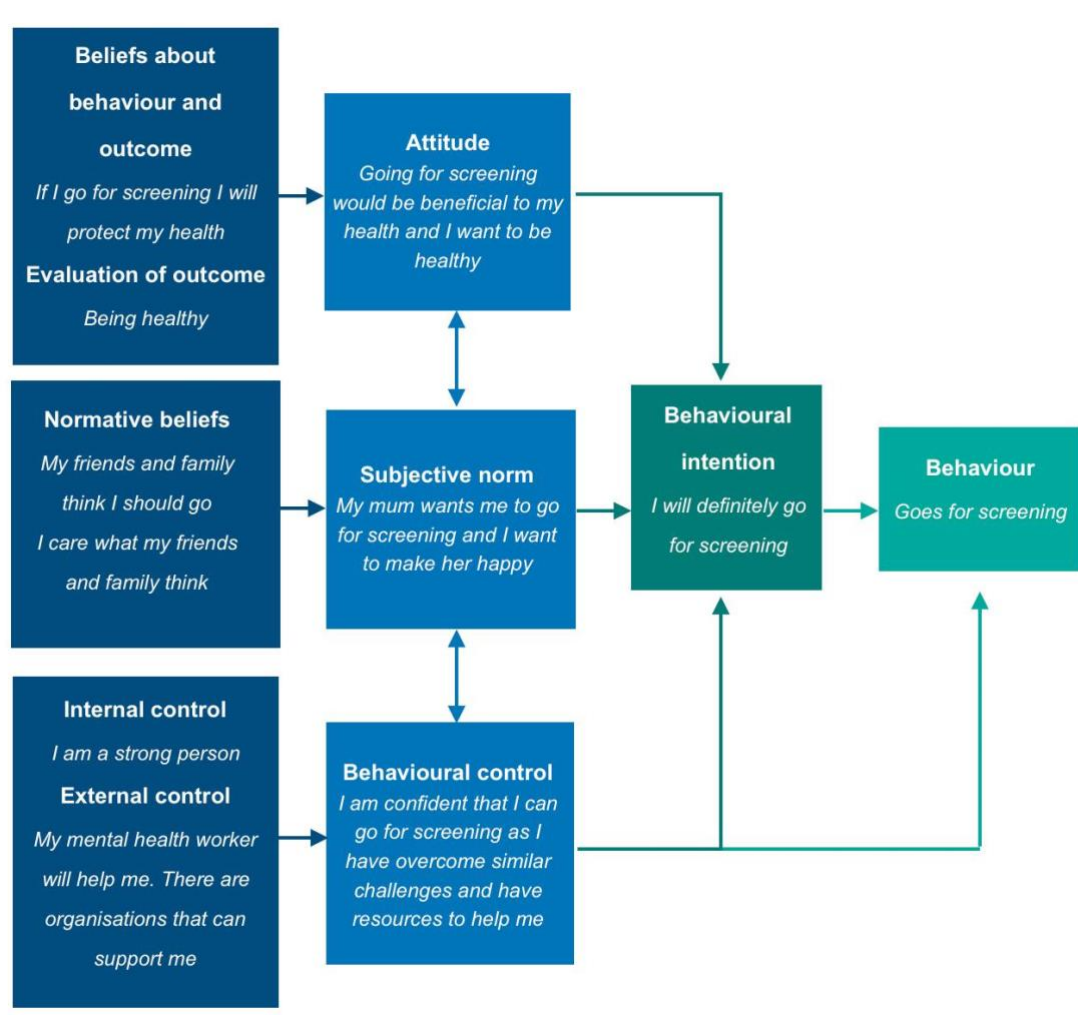 Beliefs about
behaviour and
outcome
If I go for screening I will
protect my health
Evaluation of outcome
Being healthy
Attitude
Going for screening
would be beneficial to my
health and I want to be
healthy
Normative beliefs
My friends and family
think I should go
I care what my friends
and family think
Subjective norm
My mum wants me to go
for screening and I want
to make her happy
Behavioural
intention
I will definitely go
for screening
Behaviour
Goes for screening
Internal control
I am a strong person
External control
My mental health worker
will help me. There are
organisations that can
support me
Behavioural control
I am confident that I can
go for screening as I
have overcome similar
challenges and have
resources to help me